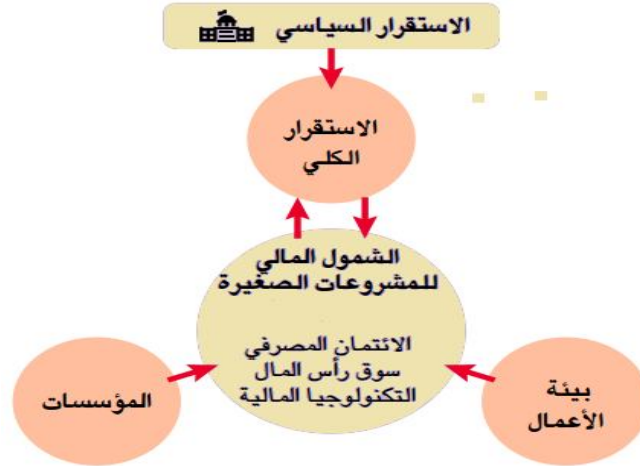 الاستقرار السياسي
الاستقرار
الكلي
الشمول المالي
للمشروعات الصغيرة
الائتمان المصرفي
سوق رأس المال
التكنولوجيا المالية
بيئة
الأعمال
المؤسسات